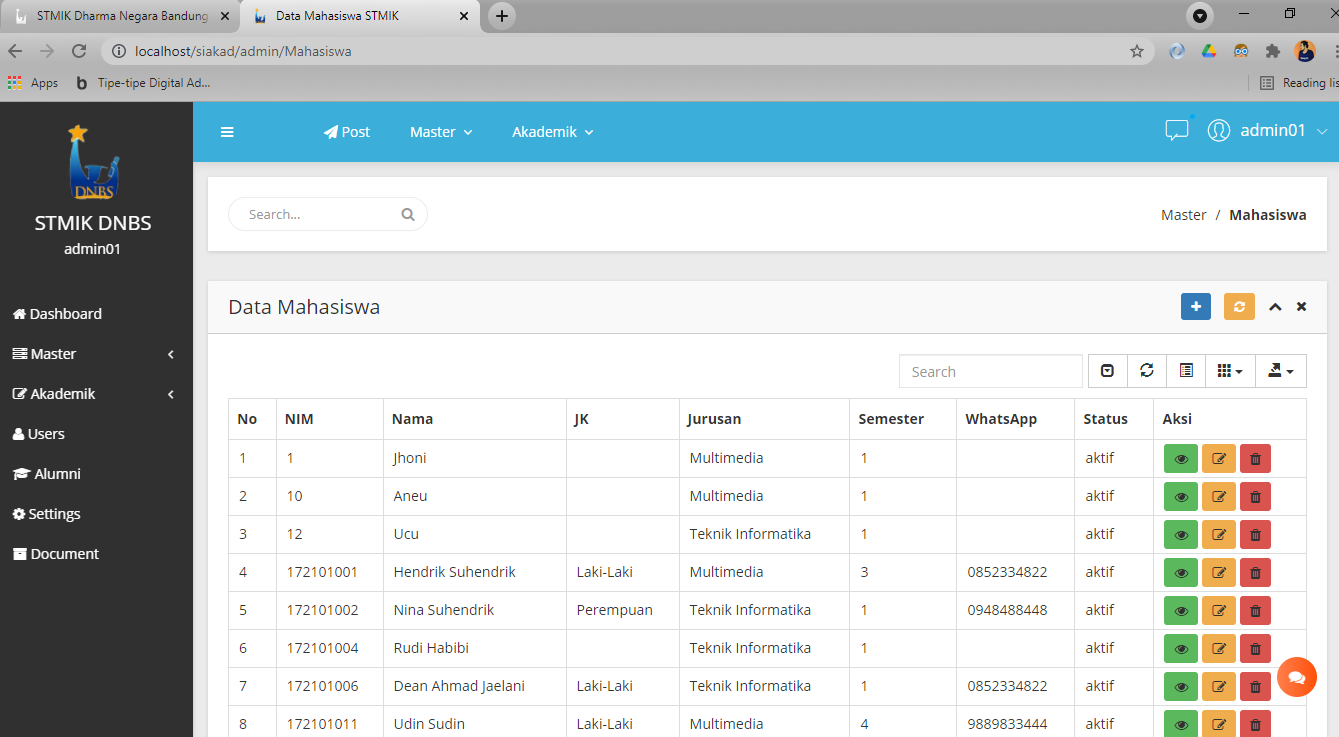 STMIK Dharma Negara Bandung
Data Mahasiswa STMIK
localhost/siakad/admin/Mahasiswa
Apps
b Tipe-tipe Digital Ad...
Reading lis
DNBS
STMIK DNBS
admin01
Dashboard
Master
Akademik
Users
Alumni
Settings
Document
Post Master Akademik admin01
Search... Master / Mahasiswa
Data Mahasiswa
Search
No NIM Nama JK Jurusan Semester WhatsApp Status Aksi
1 1 Jhoni Multimedia 1 aktif
2 10 Aneu Multimedia 1 aktif
3 12 Ucu Teknik Informatika 1 aktif
4 172101001 Hendrik Suhendrik Laki-Laki Multimedia 3 0852334822 aktif
5 172101002 Nina Suhendrik Perempuan Teknik Informatika 1 0948488448 aktif
6 172101004 Rudi Habibi Teknik Informatika 1 aktif
7 172101006 Dean Ahmad Jaelani Laki-Laki Teknik Informatika 1 0852334822 aktif
8 172101011 Udin Sudin Laki-Laki Multimedia 4 9889833444 aktif